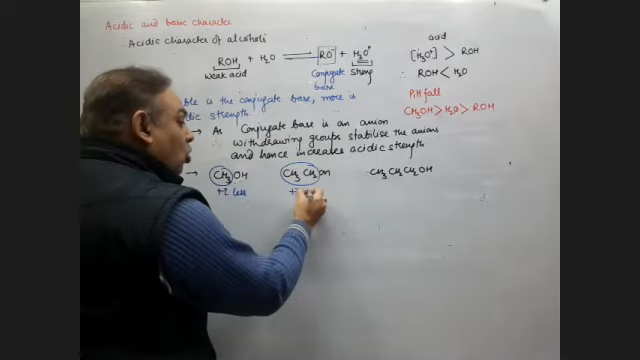 Acidic and basic character
Acidic character of alcohols
ROH + H₂O ⇌ RO⁻ + H₃O⁺
Weak acid
Conjugate base
Strong
acid
[H₃O⁺] > ROH
∴ ROH < H₂O
Pitfall
CH₃OH > H₂O > ROH
ble is the conjugate base, more is
dic strength
→ As Conjugate base is an anion
withdrawing groups stabilise the anions
and hence increases acidic strength
→ CH₃OH CH₃CH₂OH CH₃CH₂CH₂OH
+I less